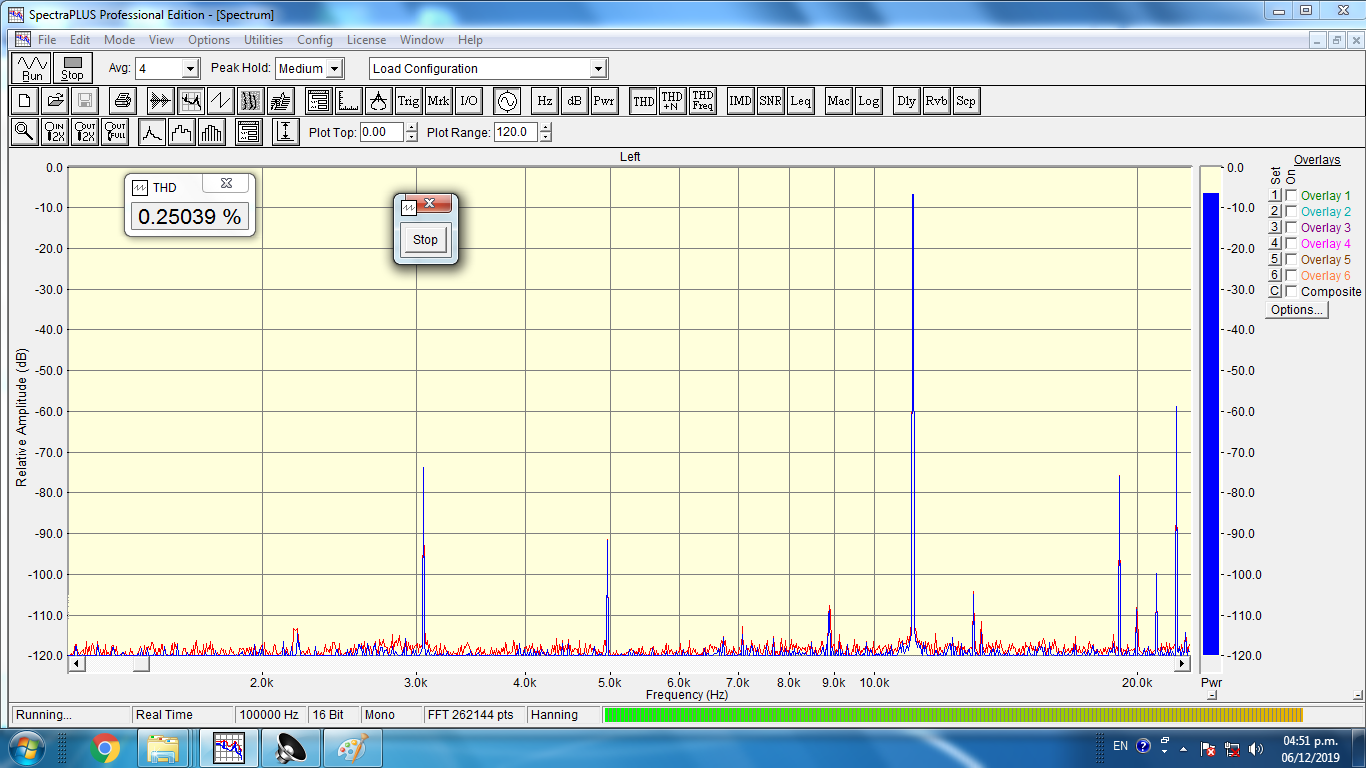 SpectraPLUS Professional Edition - [Spectrum]
File Edit Mode View Options Utilities Config License Window Help
Run Stop Avg: 4 Peak Hold: Medium Load Configuration
Trig Mrk I/O Hz dB Pwr THD THD +N THD Freq IMD SNR Leq Mac Log Dly Rvb Scp
IN 2X OUT 2X OUT FULL Plot Top: 0.00 Plot Range: 120.0
Left
Overlays
Set On
1 Overlay 1
2 Overlay 2
3 Overlay 3
4 Overlay 4
5 Overlay 5
6 Overlay 6
C Composite
Options...
THD
0.25039 %
Stop
Relative Amplitude (dB)
0.0 0.0
-10.0 -10.0
-20.0 -20.0
-30.0 -30.0
-40.0 -40.0
-50.0 -50.0
-60.0 -60.0
-70.0 -70.0
-80.0 -80.0
-90.0 -90.0
-100.0 -100.0
-110.0 -110.0
-120.0 -120.0
2.0k 3.0k 4.0k 5.0k 6.0k 7.0k 8.0k 9.0k 10.0k 20.0k Pwr
Frequency (Hz)
Running... Real Time 100000 Hz 16 Bit Mono FFT 262144 pts Hanning
EN 04:51 p.m.
06/12/2019